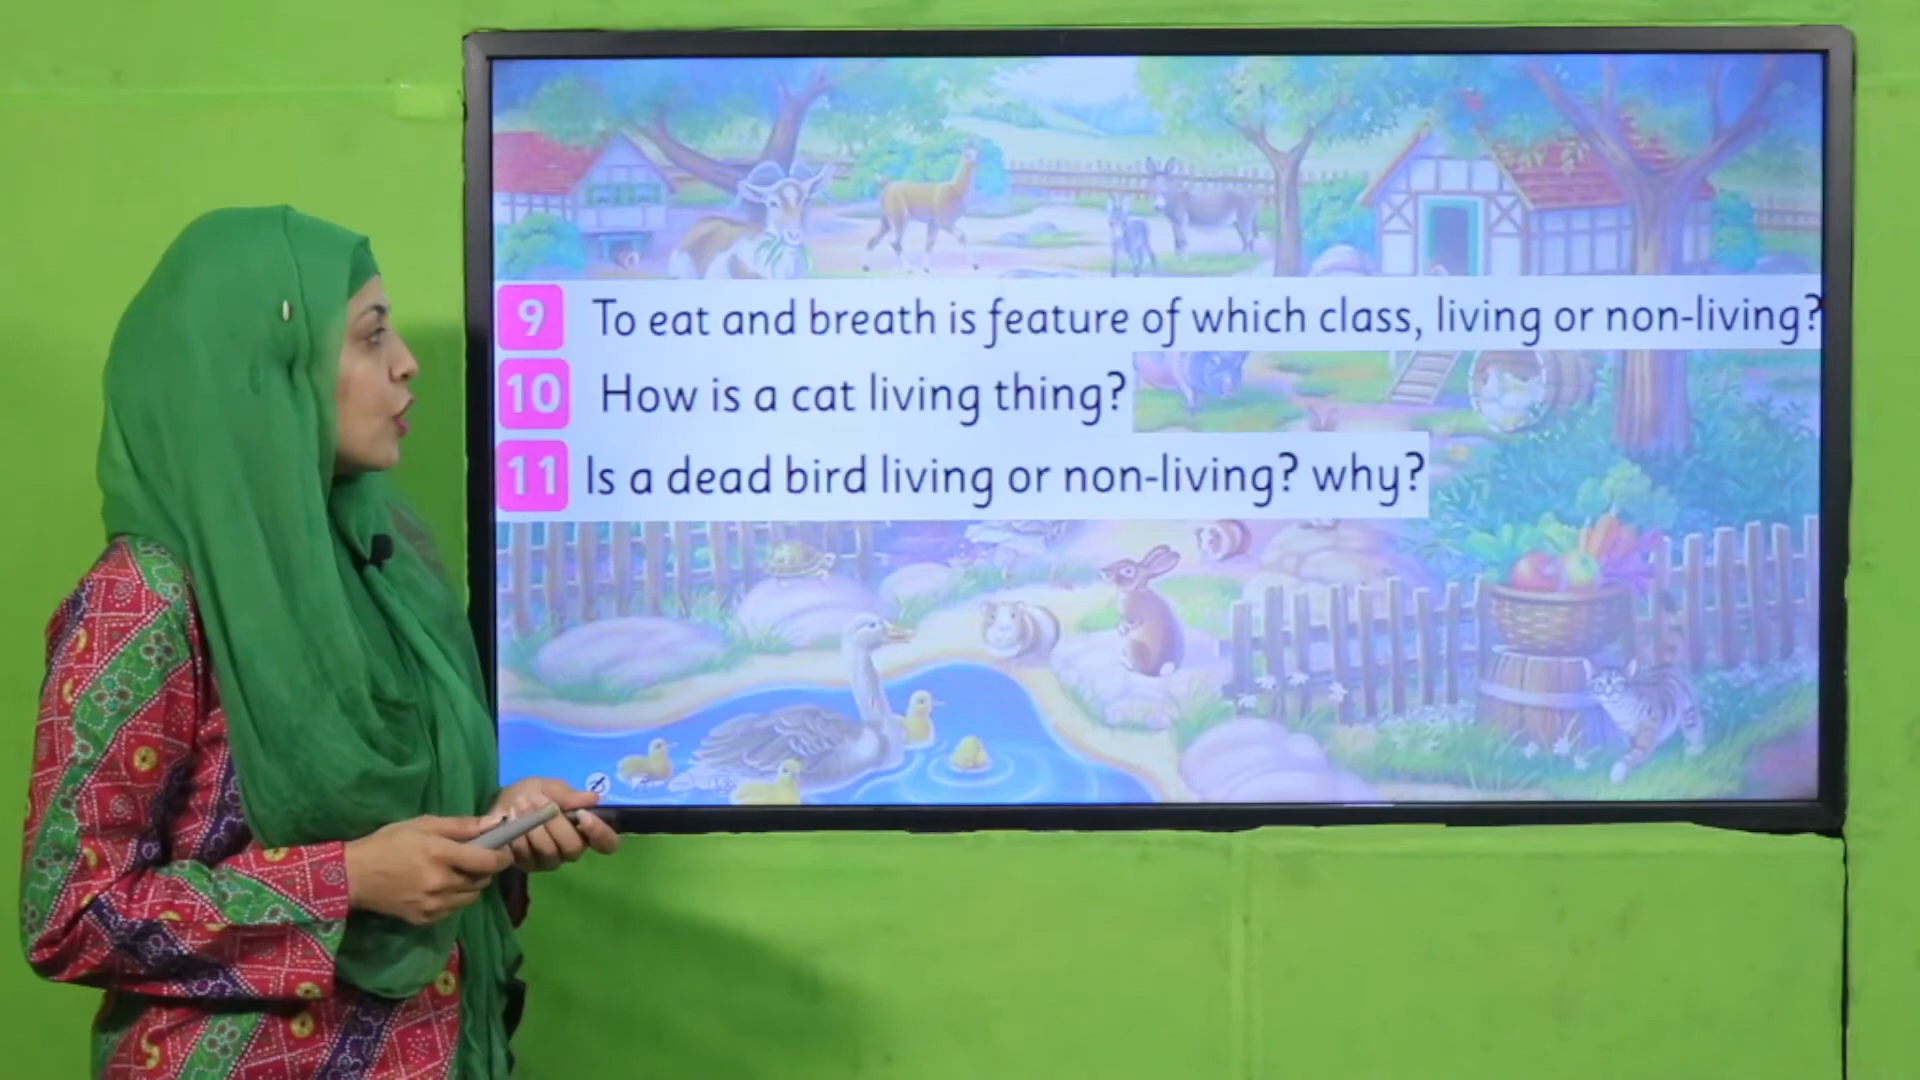 9 To eat and breath is feature of which class, living or non-living?
10 How is a cat living thing?
11 Is a dead bird living or non-living? why?